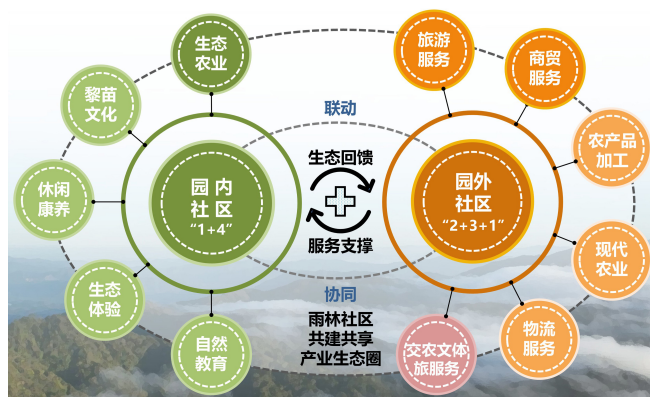 生态
农业
黎苗
文化
休闲
康养
生态
体验
自然
教育
园内
社区
“1+4”
联动
生态回馈
服务支撑
协同
雨林社区
共建共享
产业生态圈
园外
社区
“2+3+1”
旅游
服务
商贸
服务
农产品
加工
现代
农业
物流
服务
交农文体
旅服务